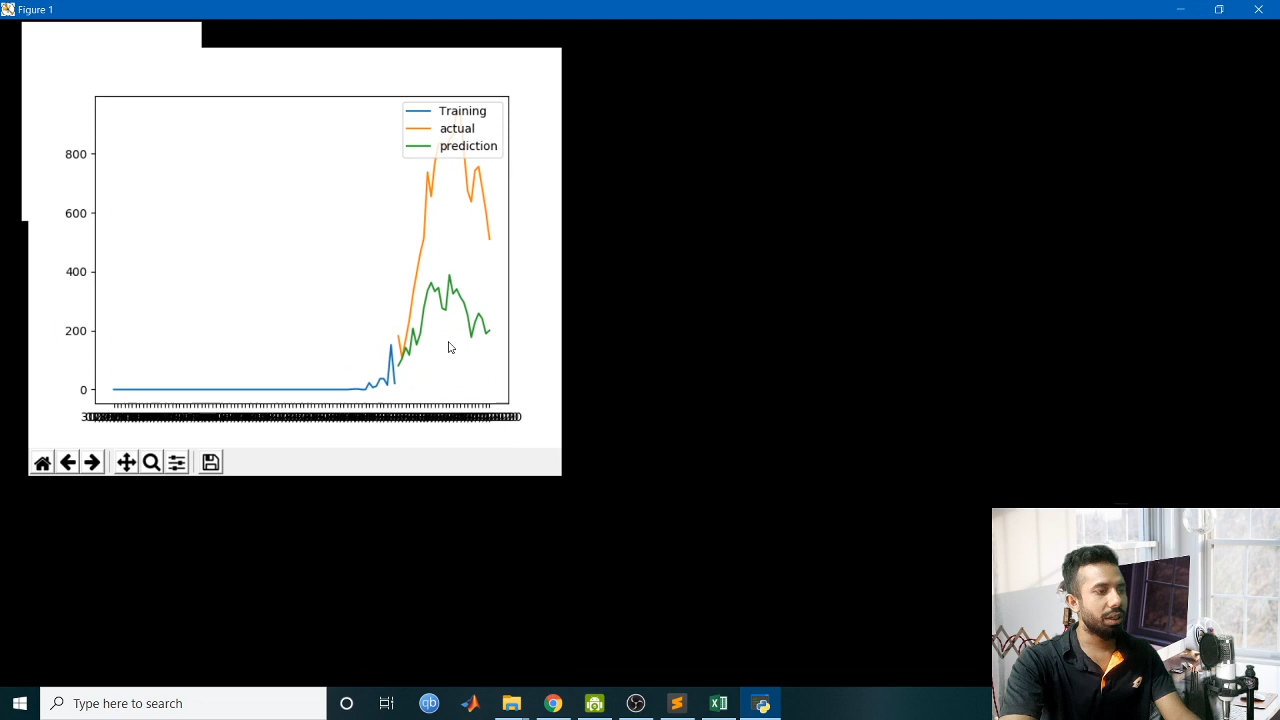 Figure 1
Training
actual
prediction
800
600
400
200
0
Type here to search